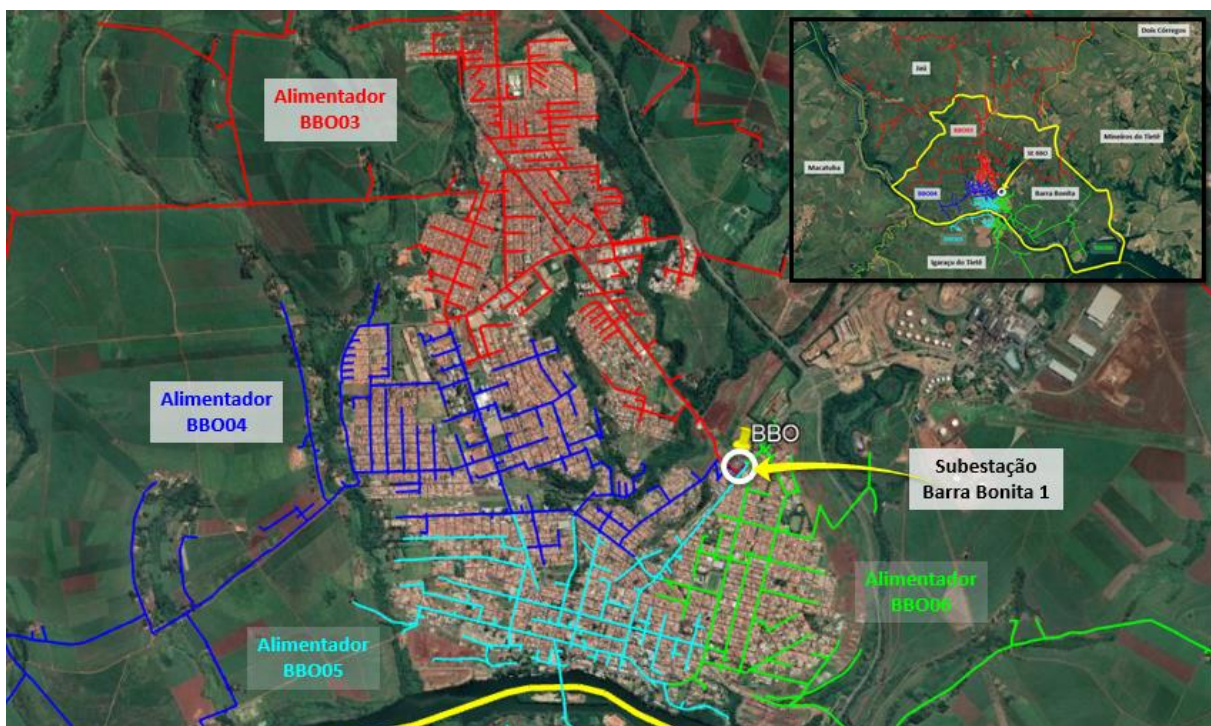 Alimentador
BBO03
Alimentador
BBO04
Alimentador
BBO05
Alimentador
BBO06
BBO
Subestação
Barra Bonita 1
Dois Córregos
Jaú
Mineiros do Tietê
BBO03
SE BBO
Macatuba
BBO04
Barra Bonita
Igaraçu do Tietê